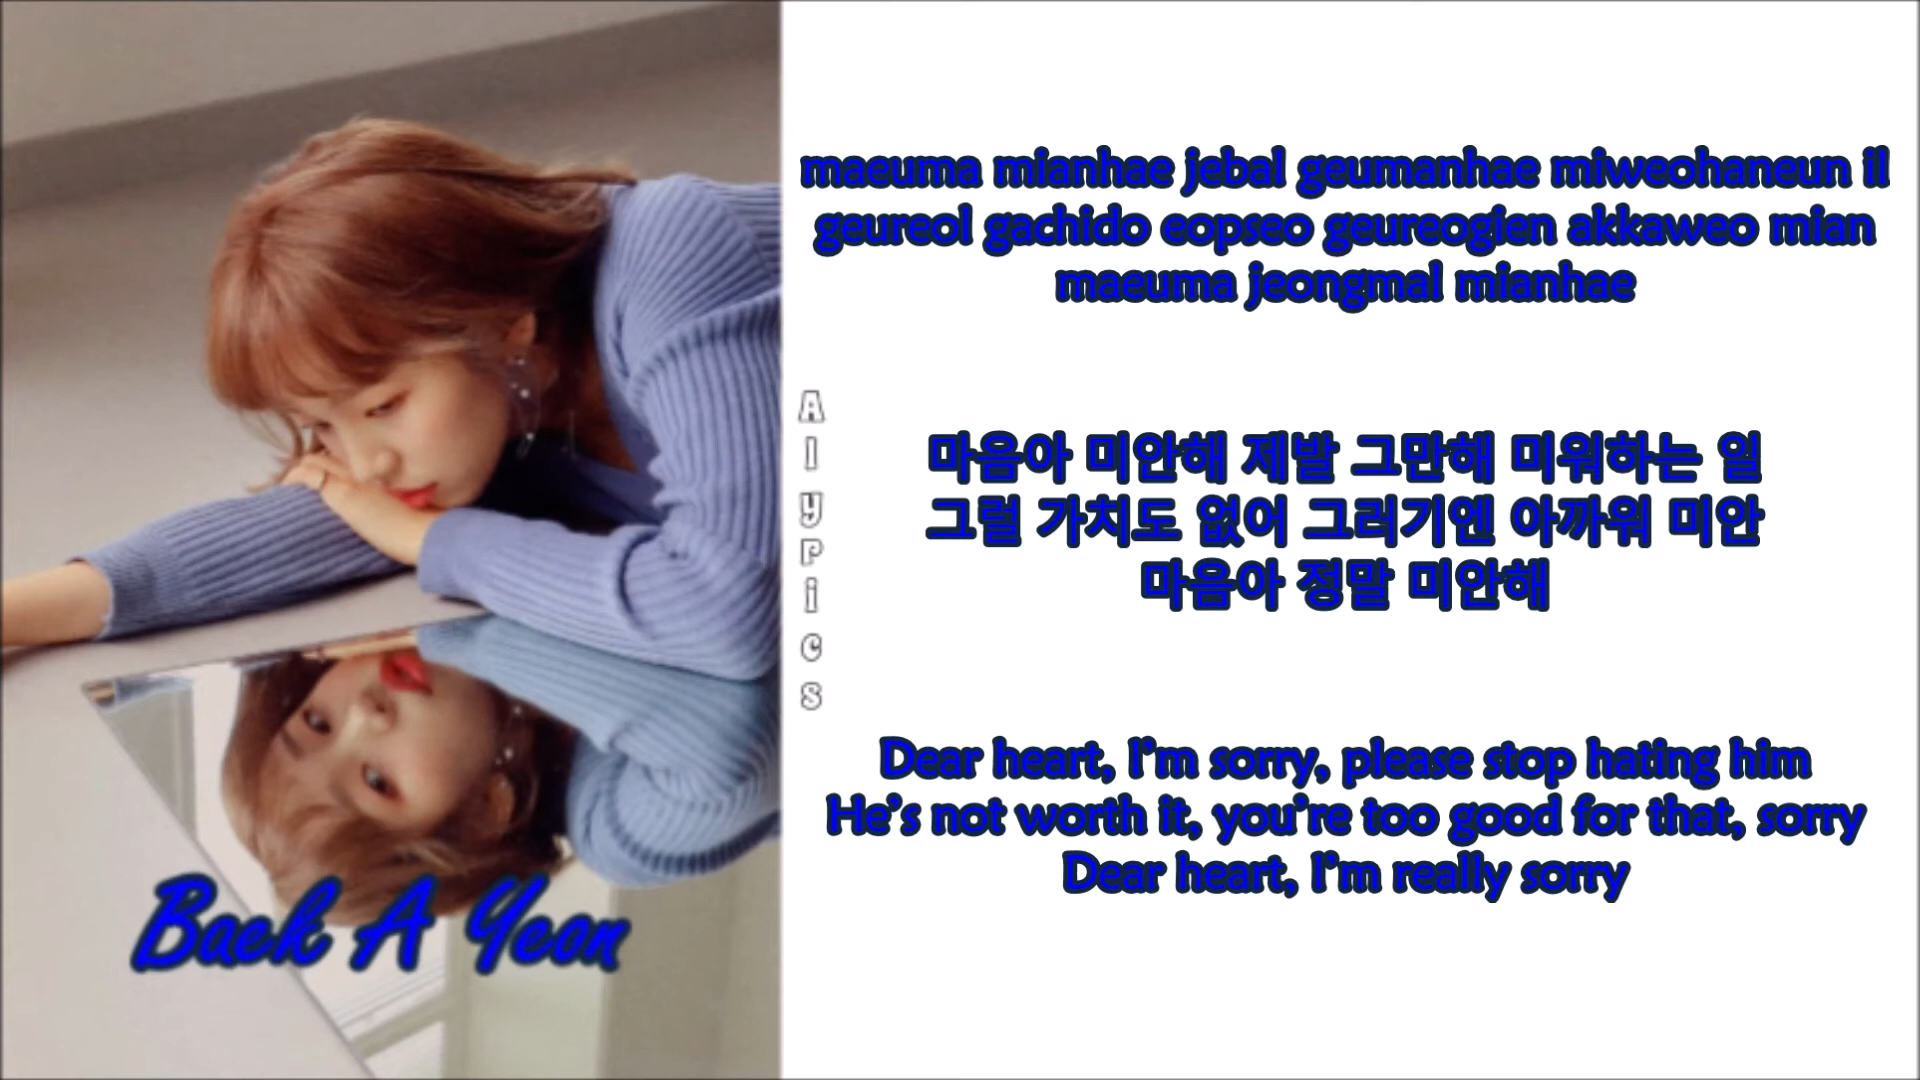 maeuma mianhae jebal geumanhae miweohaneun il
geureol gachido eopseo geureogien akkaweo mian
maeuma jeongmal mianhae
AlyPics
마음아 미안해 제발 그만해 미워하는 일
그럴 가치도 없어 그러기엔 아까워 미안
마음아 정말 미안해
Dear heart, I'm sorry, please stop hating him
He's not worth it, you're too good for that, sorry
Dear heart, I'm really sorry
Baek A Yeon